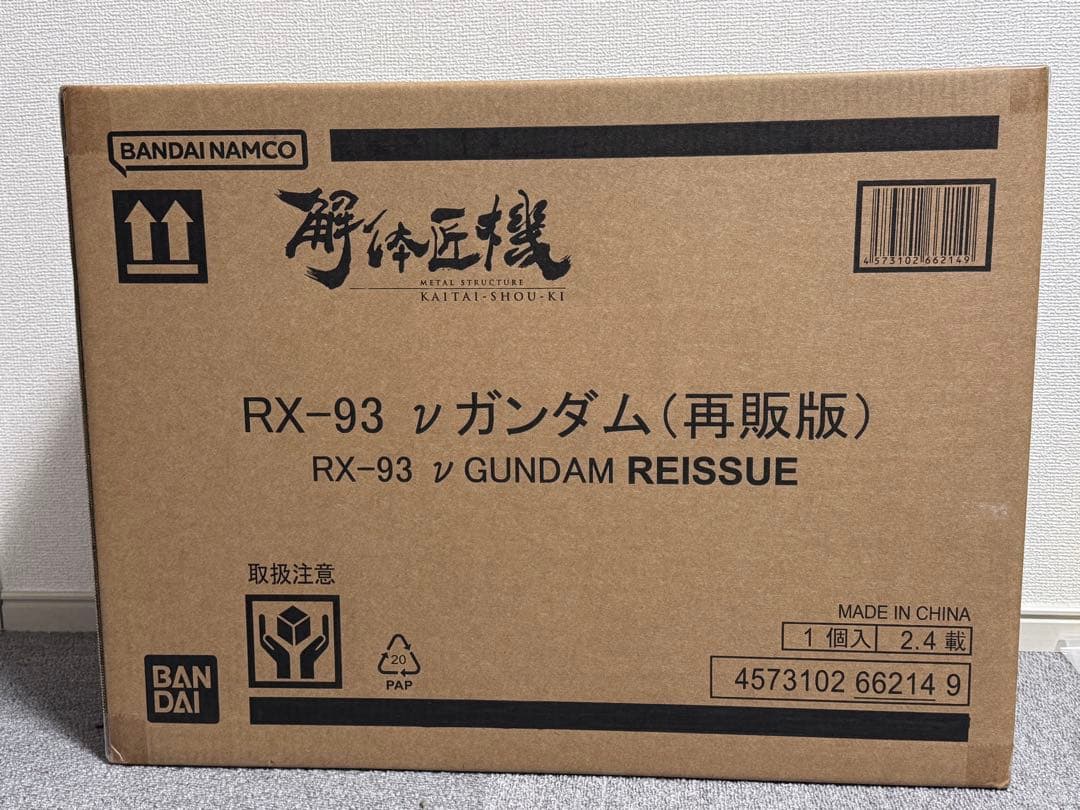 BANDAI NAMCO
解体匠機
METAL STRUCTURE
KAITAI-SHOU-KI
4573102662149
RX-93 νガンダム(再販版)
RX-93 ν GUNDAM REISSUE
取扱注意
20
PAP
BAN
DAI
MADE IN CHINA
1個入 2.4載
4573102 66214 9